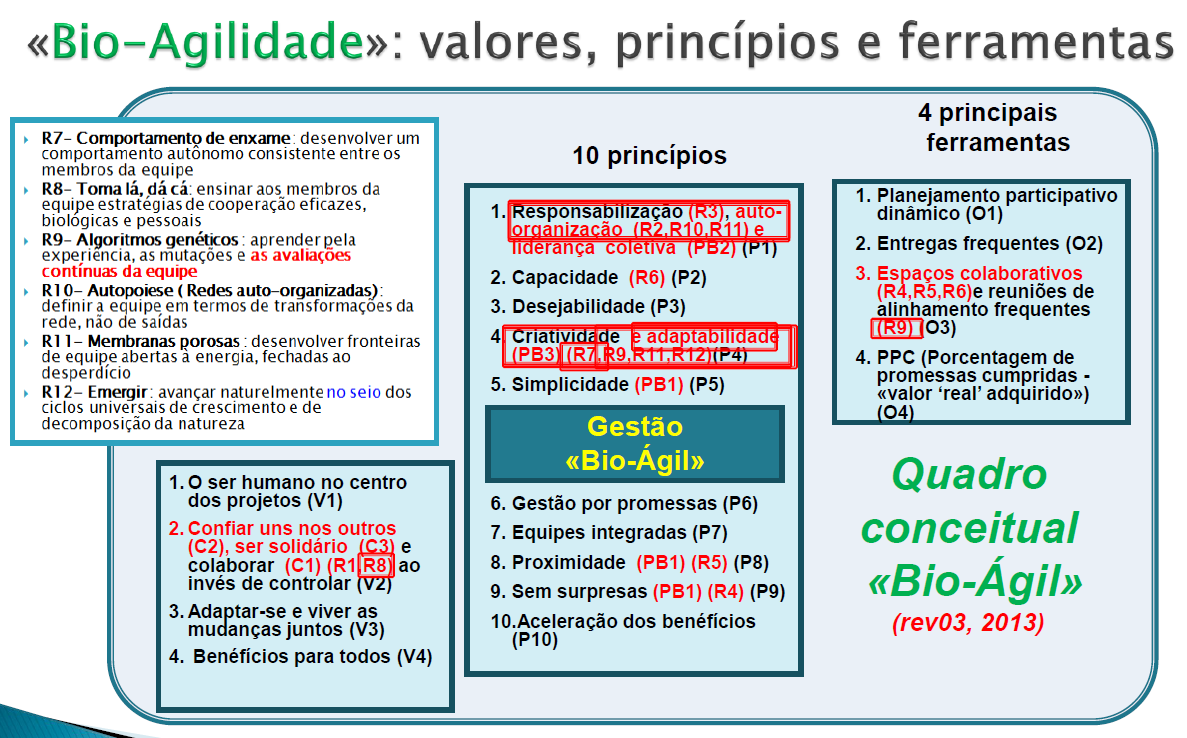 «Bio-Agilidade»: valores, princípios e ferramentas
R7- Comportamento de enxame: desenvolver um
comportamento autônomo consistente entre os
membros da equipe
R8- Toma lá, dá cá: ensinar aos membros da
equipe estratégias de cooperação eficazes,
biológicas e pessoais
R9- Algoritmos genéticos : aprender pela
experiência, as mutações e as avaliações
contínuas da equipe
R10- Autopoiese ( Redes auto-organizadas):
definir a equipe em termos de transformações da
rede, não de saídas
R11- Membranas porosas : desenvolver fronteiras
de equipe abertas à energia, fechadas ao
desperdício
R12- Emergir: avançar naturalmente no seio dos
ciclos universais de crescimento e de
decomposição da natureza
1. O ser humano no centro
dos projetos (V1)
2. Confiar uns nos outros
(C2), ser solidário (C3) e
colaborar (C1) (R1,R8) ao
invés de controlar (V2)
3. Adaptar-se e viver as
mudanças juntos (V3)
4. Benéfícios para todos (V4)
10 princípios
1. Responsabilização (R3), auto-
organização (R2,R10,R11) e
liderança coletiva (PB2) (P1)
2. Capacidade (R6) (P2)
3. Desejabilidade (P3)
4. Criatividade e adaptabilidade
(PB3) (R7,R9,R11,R12)(P4)
5. Simplicidade (PB1) (P5)
Gestão
«Bio-Ágil»
6. Gestão por promessas (P6)
7. Equipes integradas (P7)
8. Proximidade (PB1) (R5) (P8)
9. Sem surpresas (PB1) (R4) (P9)
10.Aceleração dos benéfícios
(P10)
4 principais
ferramentas
1. Planejamento participativo
dinâmico (O1)
2. Entregas frequentes (O2)
3. Espaços colaborativos
(R4,R5,R6)e reuniões de
alinhamento frequentes
(R9) (O3)
4. PPC (Porcentagem de
promessas cumpridas -
«valor ‘real’ adquirido»)
(O4)
Quadro
conceitual
«Bio-Ágil»
(rev03, 2013)